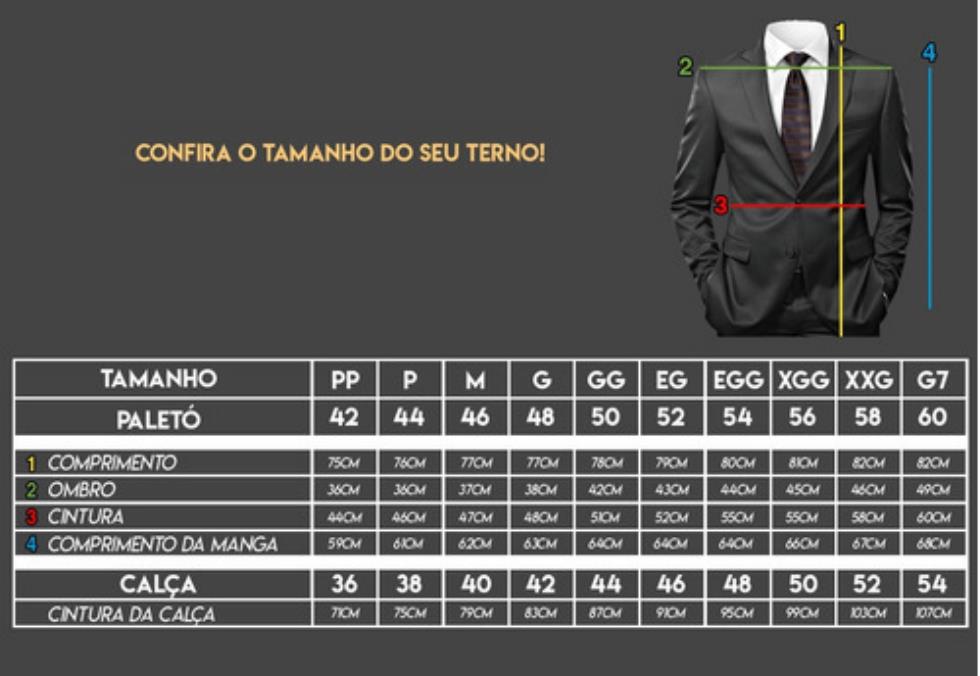 1
4
2
CONFIRA O TAMANHO DO SEU TERNO!
3
TAMANHO PP P M G GG EG EGG XGG XXG G7
PALETÓ 42 44 46 48 50 52 54 56 58 60
1 COMPRIMENTO 75CM 76CM 77CM 77CM 78CM 79CM 80CM 81CM 82CM 82CM
2 OMBRO 36CM 36CM 37CM 38CM 42CM 43CM 44CM 45CM 46CM 49CM
3 CINTURA 44CM 46CM 47CM 48CM 51CM 52CM 55CM 55CM 58CM 60CM
4 COMPRIMENTO DA MANGA 59CM 61CM 62CM 63CM 64CM 64CM 64CM 66CM 67CM 68CM
CALÇA 36 38 40 42 44 46 48 50 52 54
CINTURA DA CALÇA 71CM 75CM 79CM 83CM 87CM 91CM 95CM 99CM 103CM 107CM